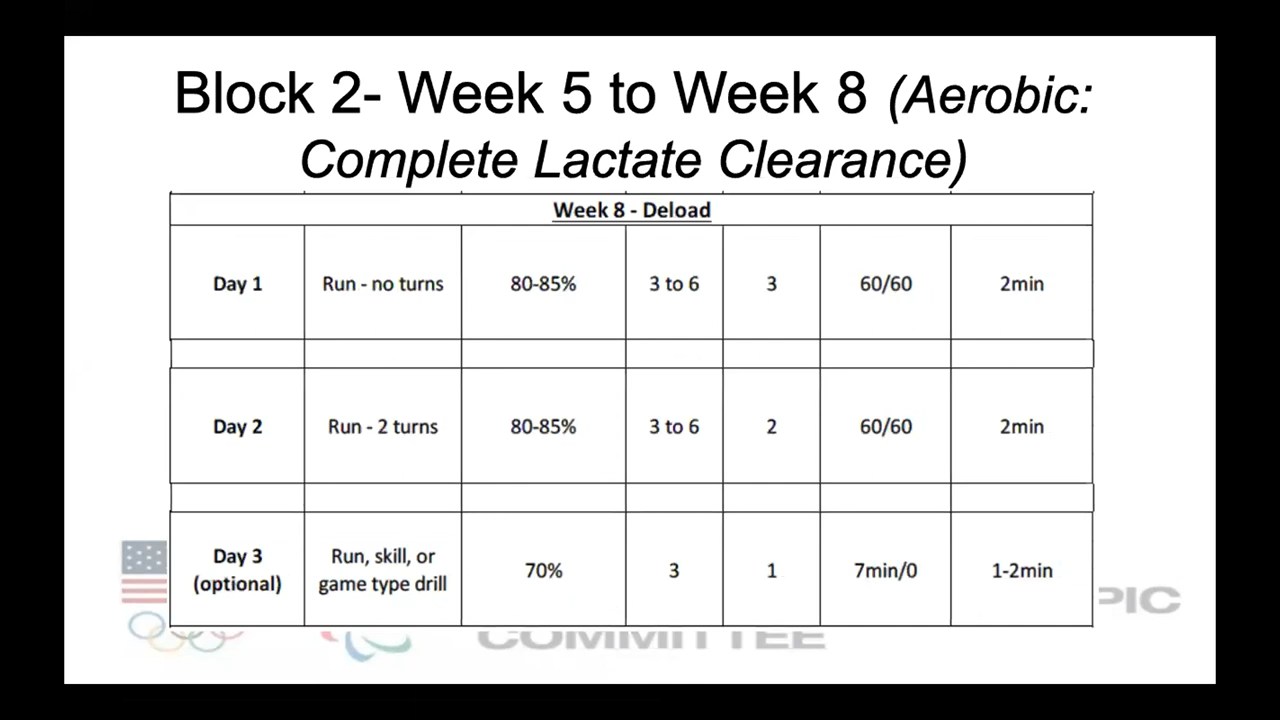 Block 2- Week 5 to Week 8 (Aerobic:
Complete Lactate Clearance)
Week 8 - Deload
Day 1 Run - no turns 80-85% 3 to 6 3 60/60 2min
Day 2 Run - 2 turns 80-85% 3 to 6 2 60/60 2min
Day 3 (optional) Run, skill, or game type drill 70% 3 1 7min/0 1-2min
PIC
COMMITTEE